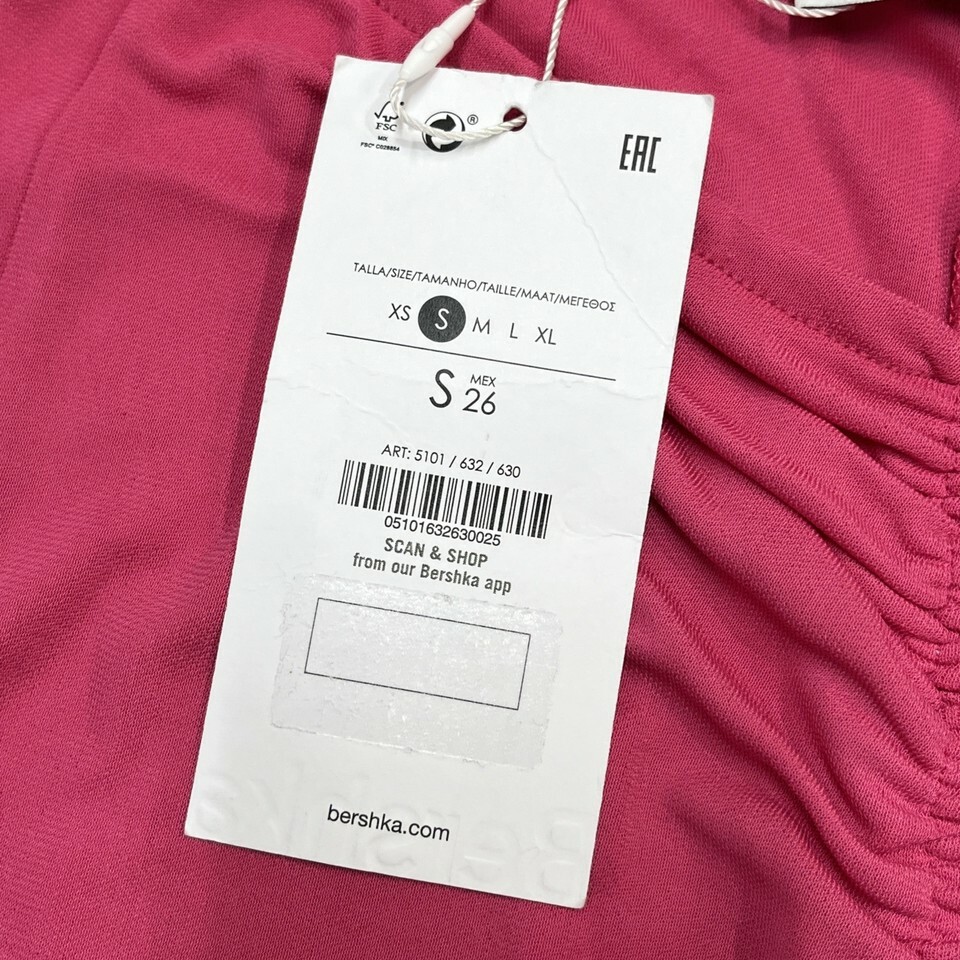 FSC
MIX
FSC® C028854
®
EAC
TALLA/SIZE/TAMANHO/TAILLE/MAAT/ΜΕΓΕΘΟΣ
XS S M L XL
S MEX 26
ART: 5101 / 632 / 630
05101632630025
SCAN & SHOP
from our Bershka app
bershka.com
Bershka